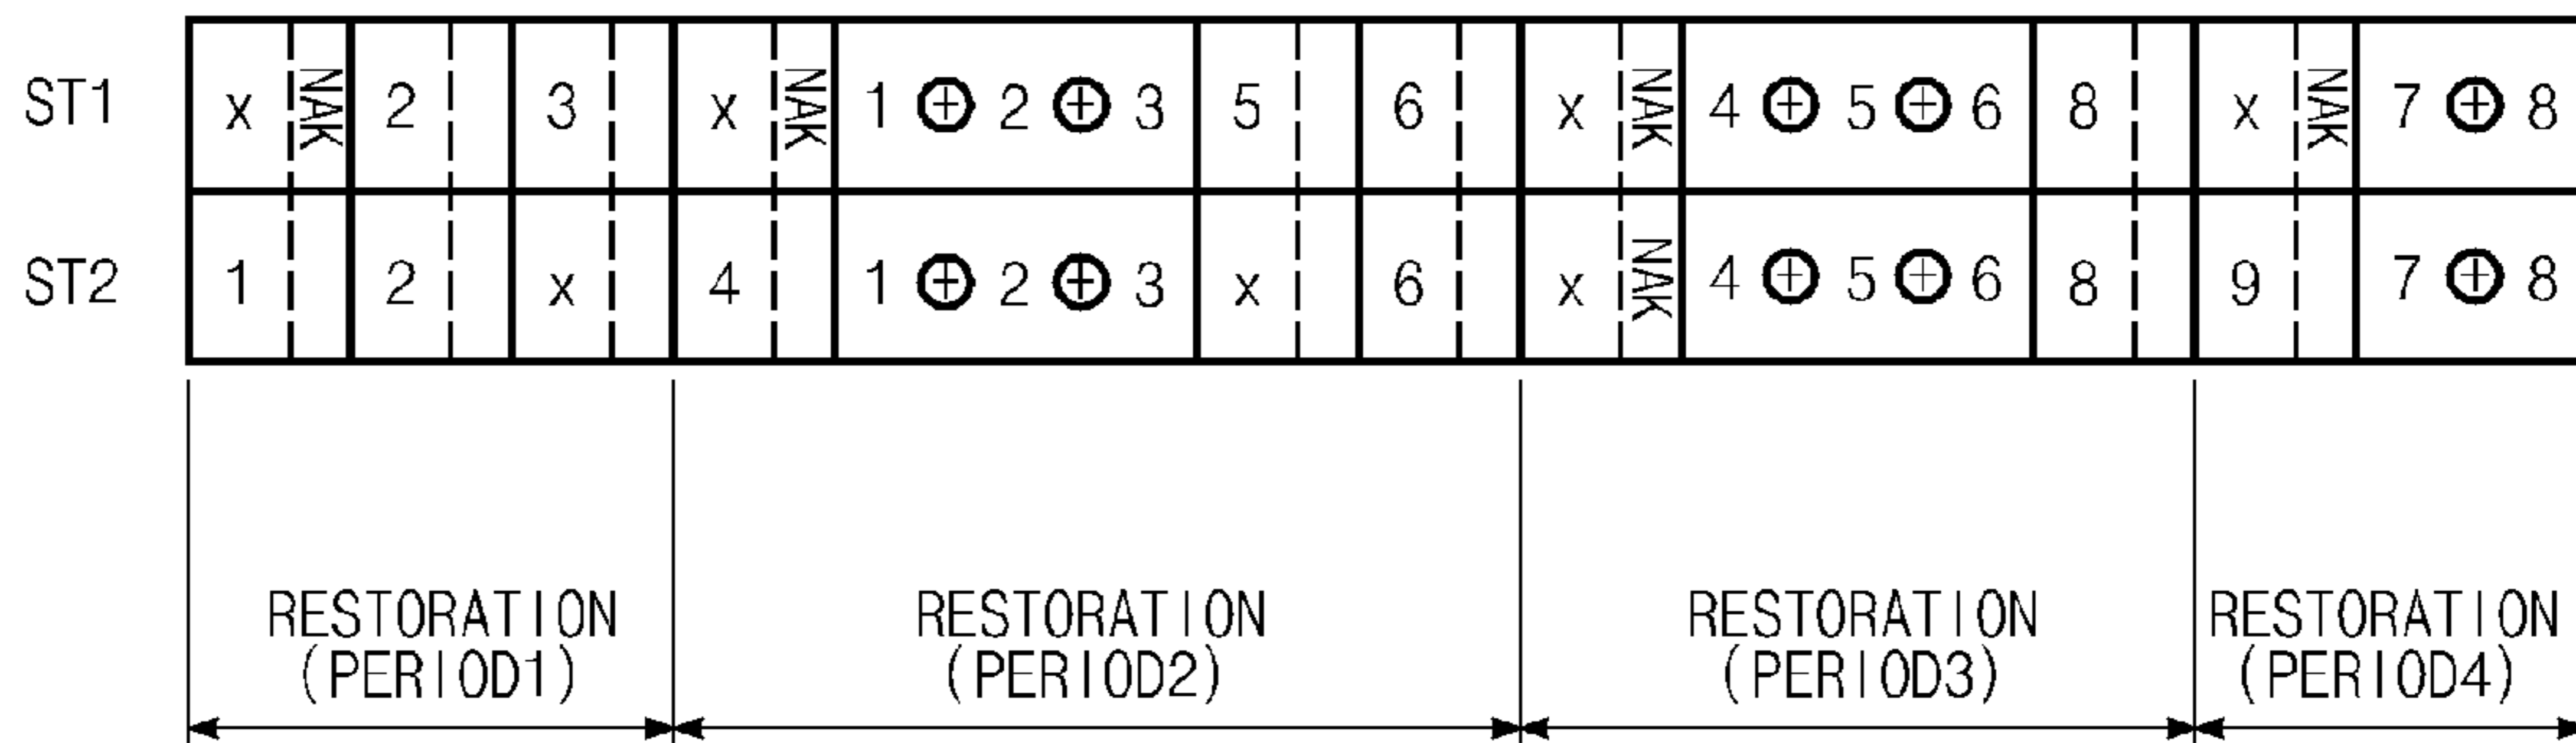 ST1 x NAK 2 3 x NAK 1 ⊕ 2 ⊕ 3 5 6 x NAK 4 ⊕ 5 ⊕ 6 8 x NAK 7 ⊕ 8
ST2 1 2 x 4 1 ⊕ 2 ⊕ 3 x 6 x NAK 4 ⊕ 5 ⊕ 6 8 9 7 ⊕ 8
RESTORATION RESTORATION RESTORATION RESTORATION
(PERIOD1) (PERIOD2) (PERIOD3) (PERIOD4)